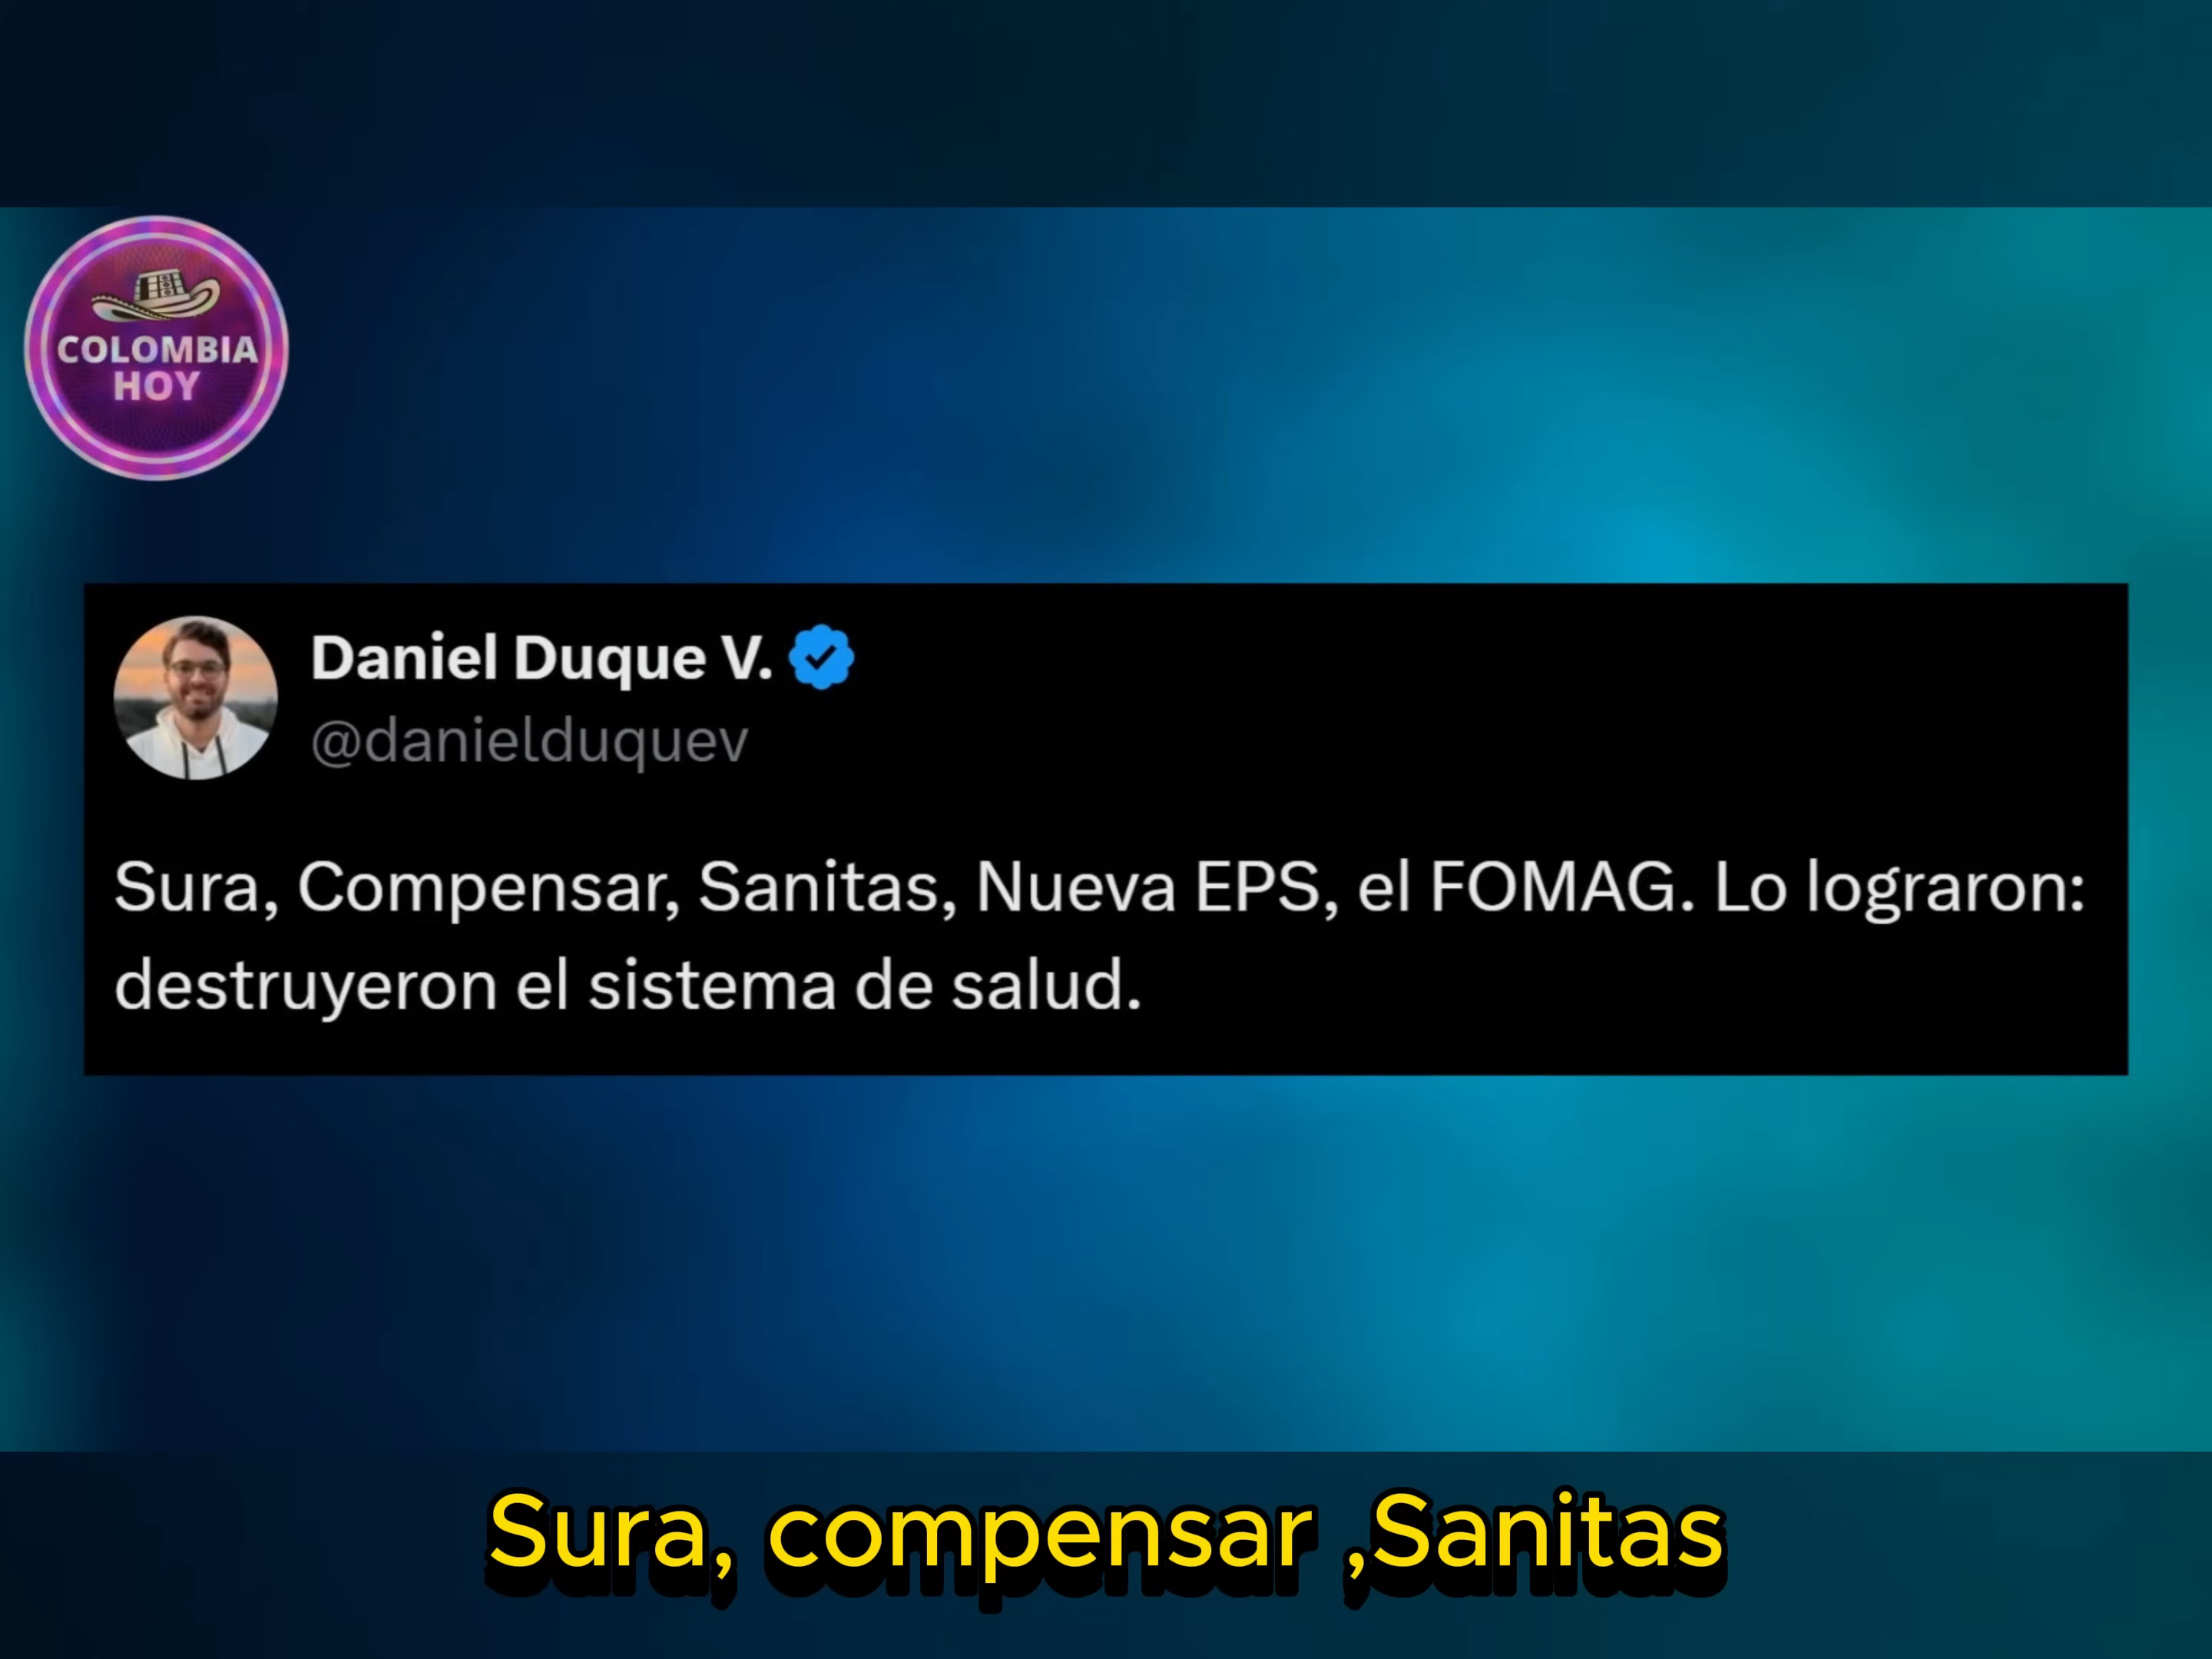 COLOMBIA
HOY
Daniel Duque V.
@danielduquev
Sura, Compensar, Sanitas, Nueva EPS, el FOMAG. Lo lograron:
destruyeron el sistema de salud.
Sura, compensar ,Sanitas